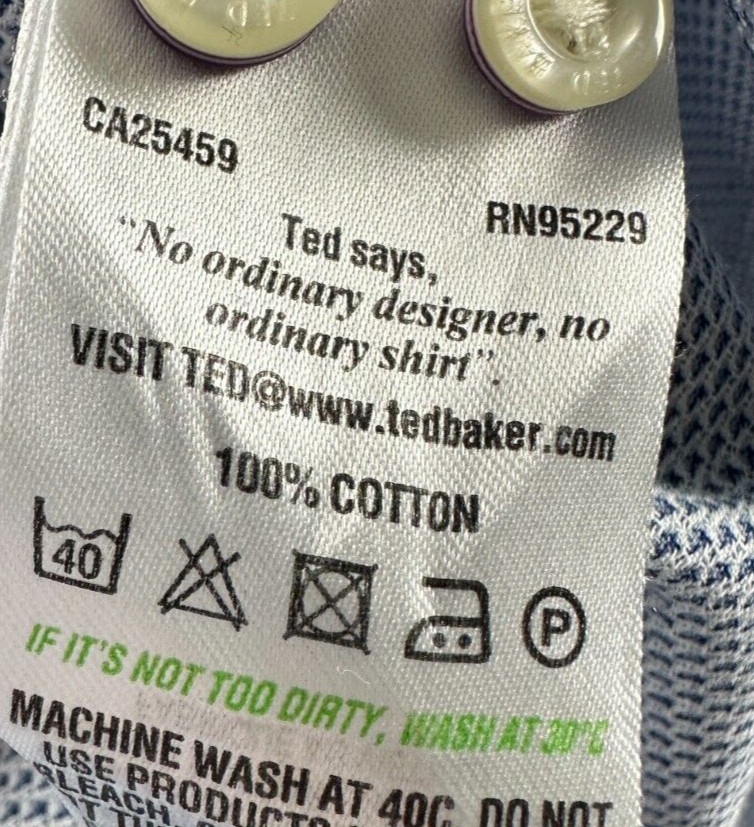 CA25459
RN95229
Ted says,
"No ordinary designer, no
ordinary shirt".
VISIT TED@www.tedbaker.com
100% COTTON
40
P
IF IT'S NOT TOO DIRTY, WASH AT 30°C
MACHINE WASH AT 40C DO NOT
USE PRODUCTS
BLEACH